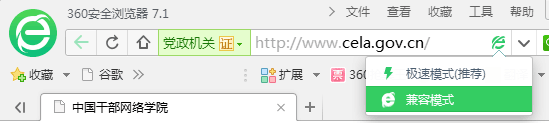 360安全浏览器 7.1
文件 查看 收藏 工具 帮助
党政机关 证 http://www.cela.gov.cn/
极速模式(推荐)
收藏 谷歌 扩展 票 360
兼容模式
中国干部网络学院